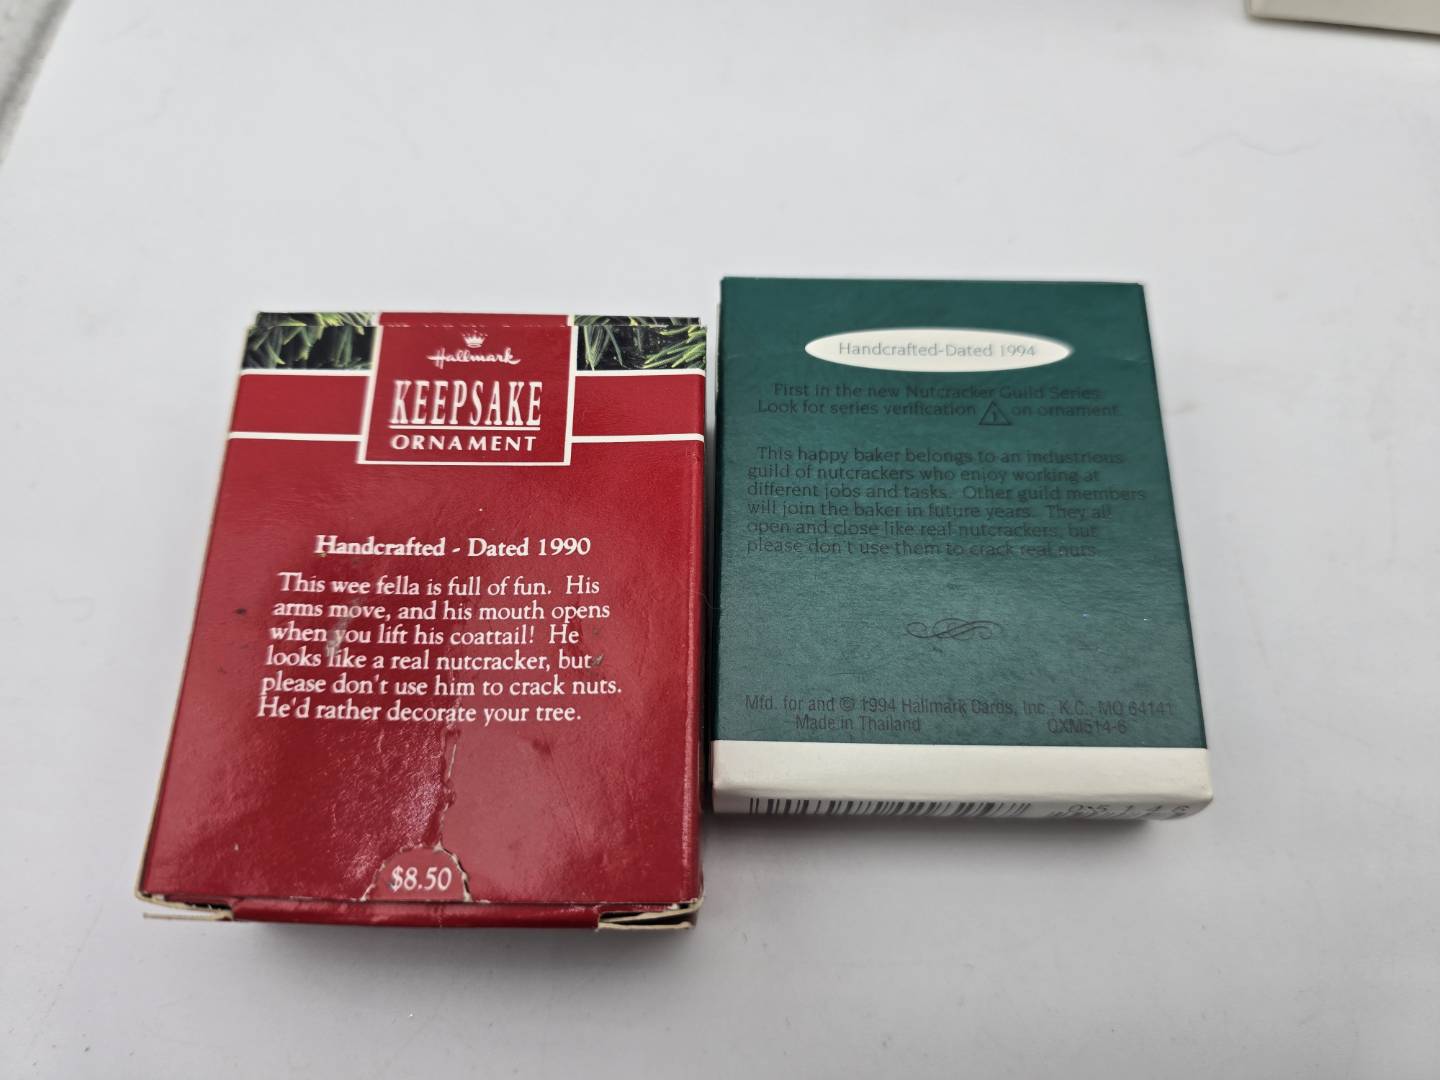 Hallmark
KEEPSAKE
ORNAMENT
Handcrafted - Dated 1990
This wee fella is full of fun. His
arms move, and his mouth opens
when you lift his coattail! He
looks like a real nutcracker, but
please don't use him to crack nuts.
He'd rather decorate your tree.
$8.50
Handcrafted-Dated 1994
First in the new Nutcracker Guild Series.
Look for series verification 1 on ornament.
This happy baker belongs to an industrious
guild of nutcrackers who enjoy working at
different jobs and tasks. Other guild members
will join the baker in future years. They all
open and close like real nutcrackers, but
please don't use them to crack real nuts.
Mfd. for and © 1994 Hallmark Cards, Inc., K.C., MO 64141
Made in Thailand QXM514-6